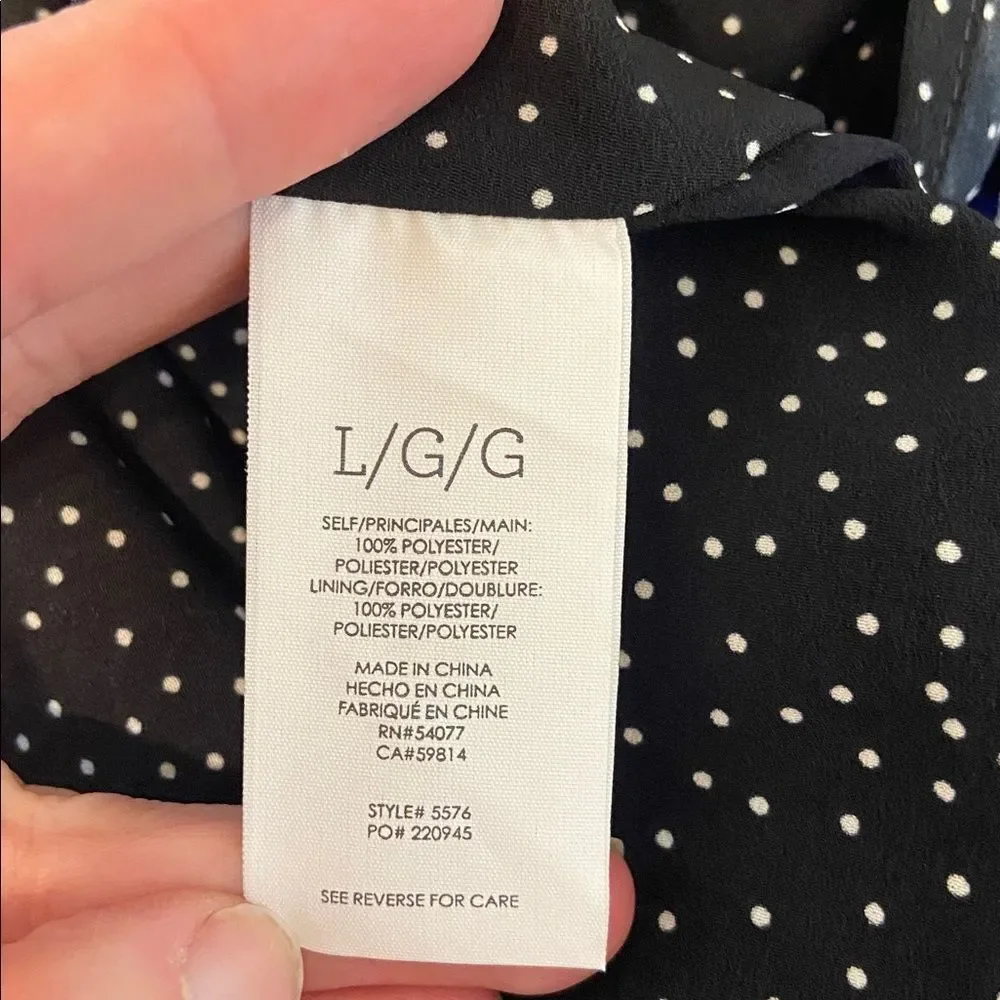 L/G/G
SELF/PRINCIPALES/MAIN:
100% POLYESTER/
POLIESTER/POLYESTER
LINING/FORRO/DOUBLURE:
100% POLYESTER/
POLIESTER/POLYESTER
MADE IN CHINA
HECHO EN CHINA
FABRIQUÉ EN CHINE
RN#54077
CA#59814
STYLE# 5576
PO# 220945
SEE REVERSE FOR CARE